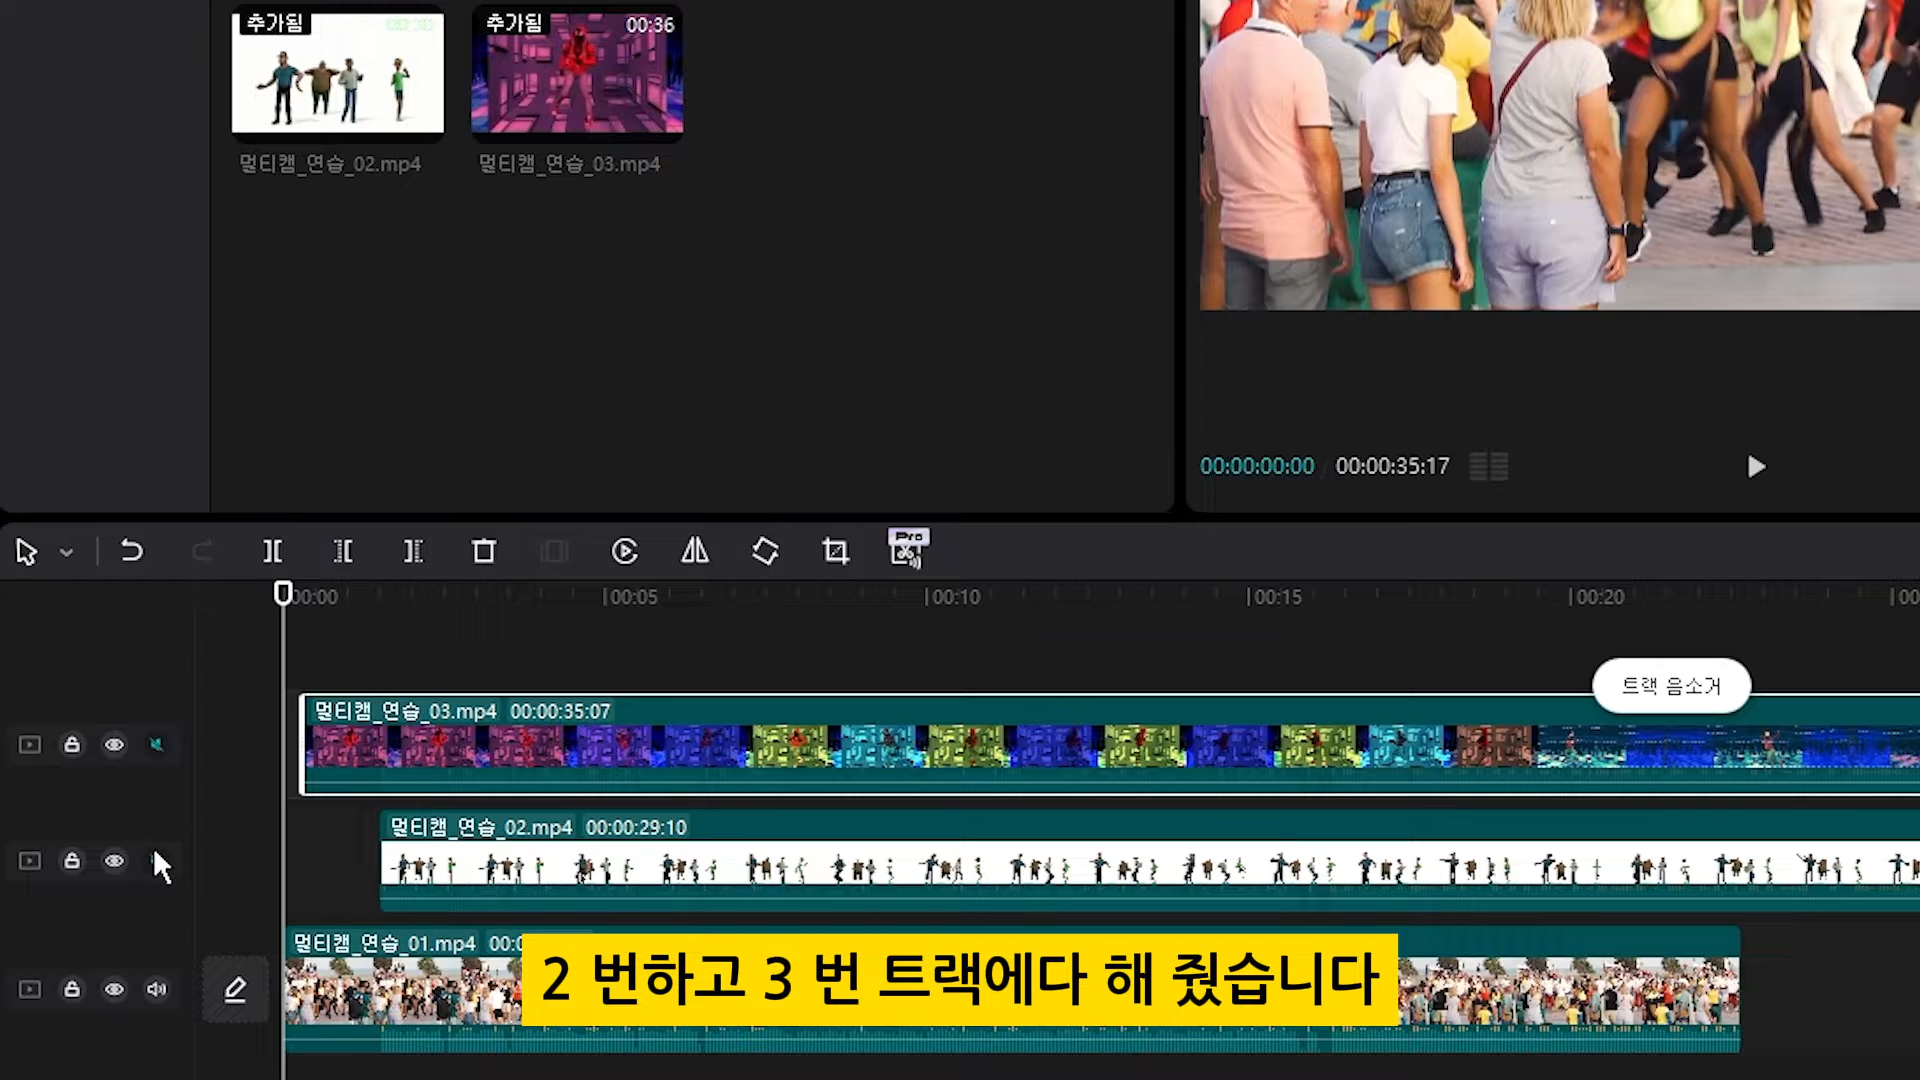 추가됨
추가됨 00:36
멀티캠_연습_02.mp4
멀티캠_연습_03.mp4
00:00:00:00 / 00:00:35:17
Pro
00:00 00:05 00:10 00:15 00:20 00
트랙 음소거
멀티캠_연습_03.mp4 00:00:35:07
멀티캠_연습_02.mp4 00:00:29:10
멀티캠_연습_01.mp4 00:0
2 번하고 3 번 트랙에다 해 줬습니다